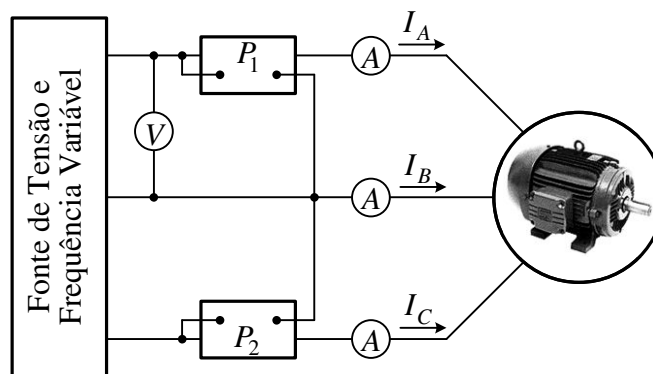 Fonte de Tensão e
Frequência Variável
V
P1
A
IA
A
IB
P2
A
IC